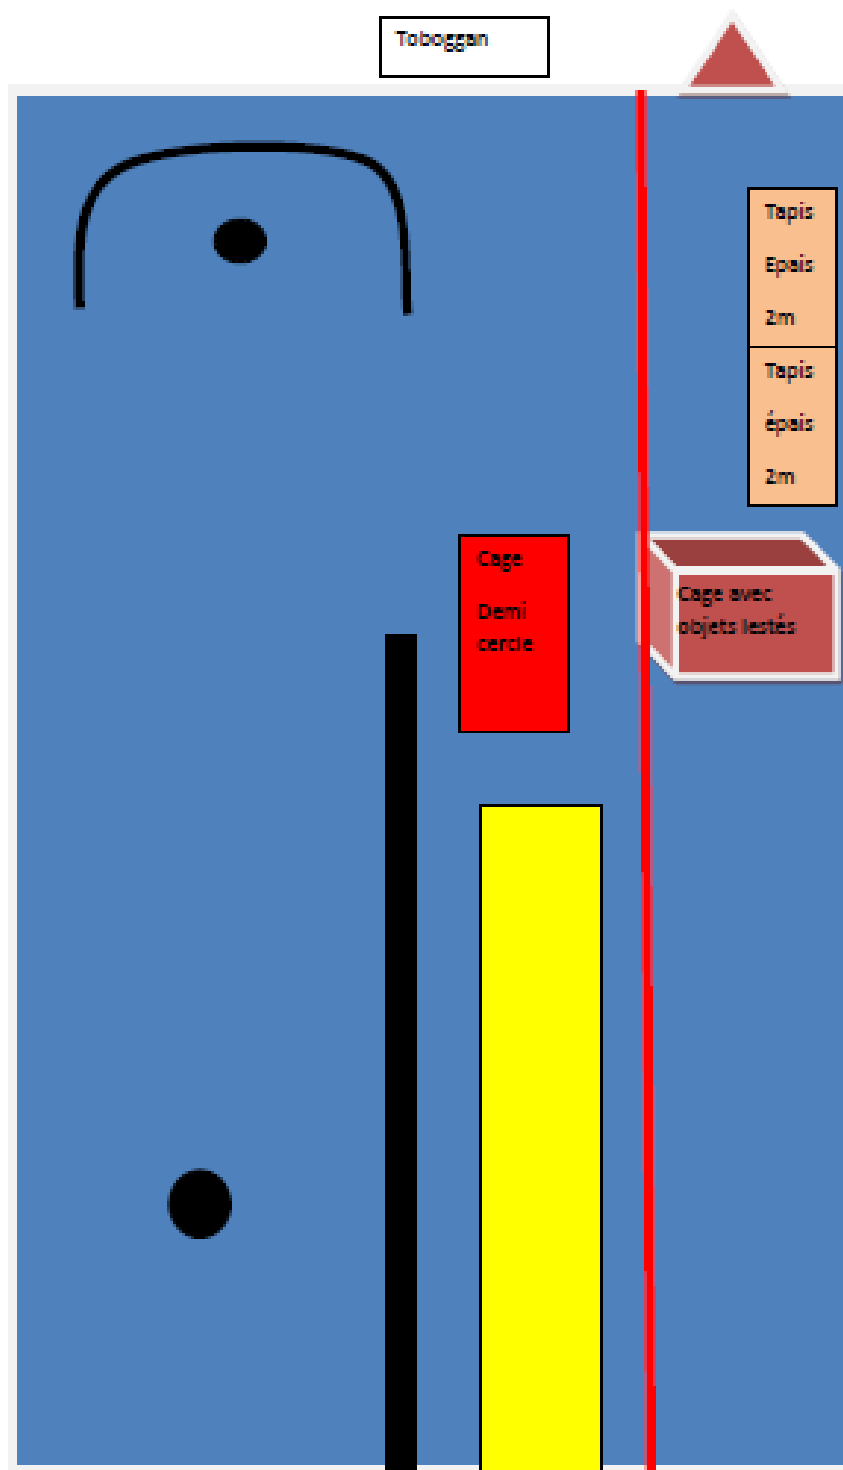 Toboggan
Tapis
Epais
2m
Tapis
épais
2m
Cage
Demi
cercle
Cage avec
objets lestés